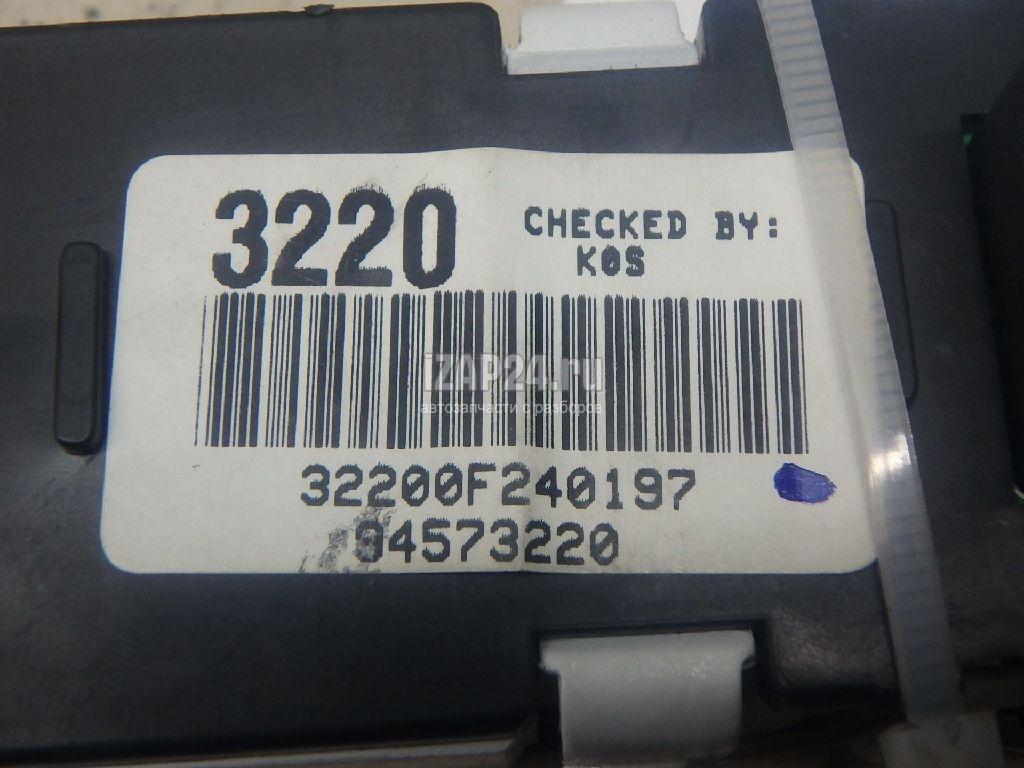 3220
CHECKED BY:
K0S
iZAP24.ru
автозапчасти с разборов
32200F240197
94573220